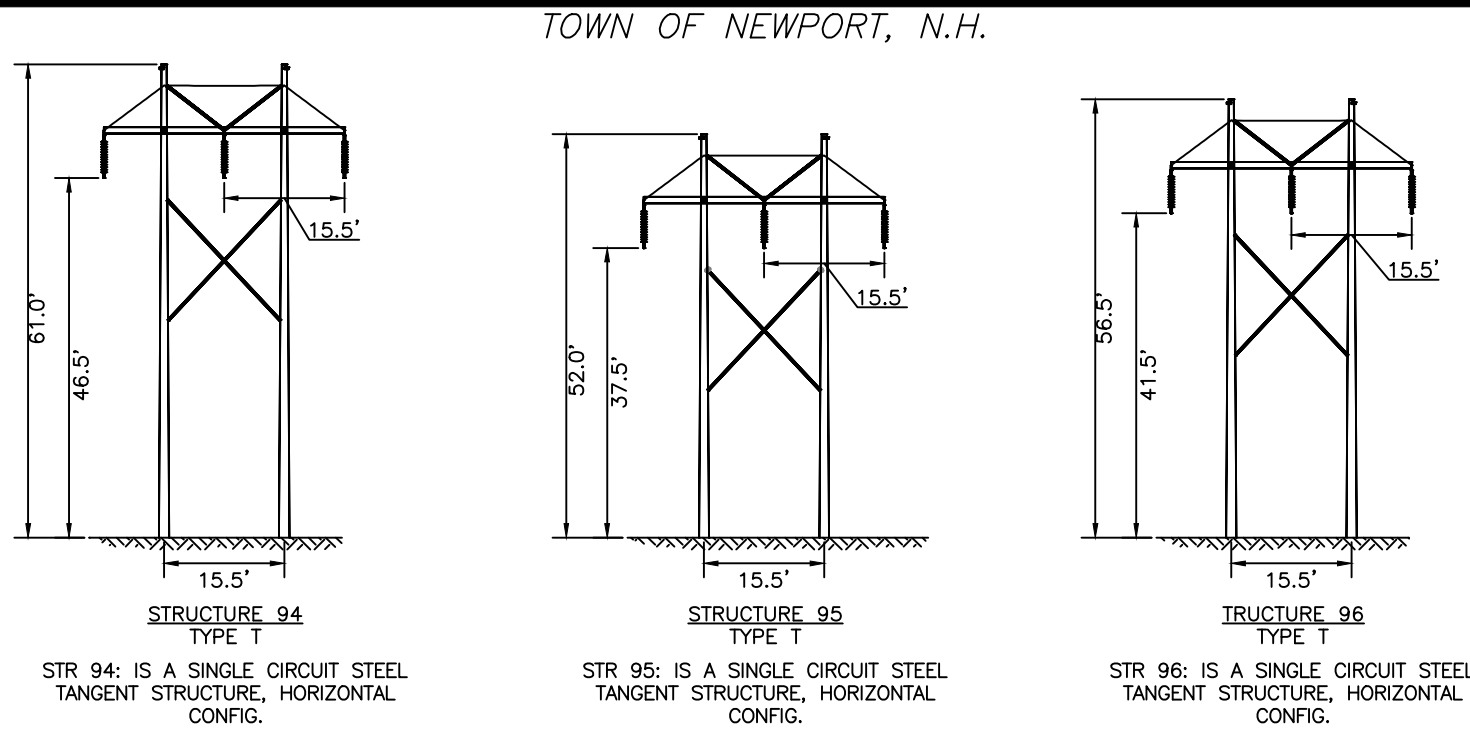 TOWN OF NEWPORT, N.H.
61.0'
46.5'
15.5'
15.5'
STRUCTURE 94
TYPE T
STR 94: IS A SINGLE CIRCUIT STEEL
TANGENT STRUCTURE, HORIZONTAL
CONFIG.
52.0'
37.5'
15.5'
15.5'
STRUCTURE 95
TYPE T
STR 95: IS A SINGLE CIRCUIT STEEL
TANGENT STRUCTURE, HORIZONTAL
CONFIG.
56.5'
41.5'
15.5'
15.5'
TRUCTURE 96
TYPE T
STR 96: IS A SINGLE CIRCUIT STEEL
TANGENT STRUCTURE, HORIZONTAL
CONFIG.